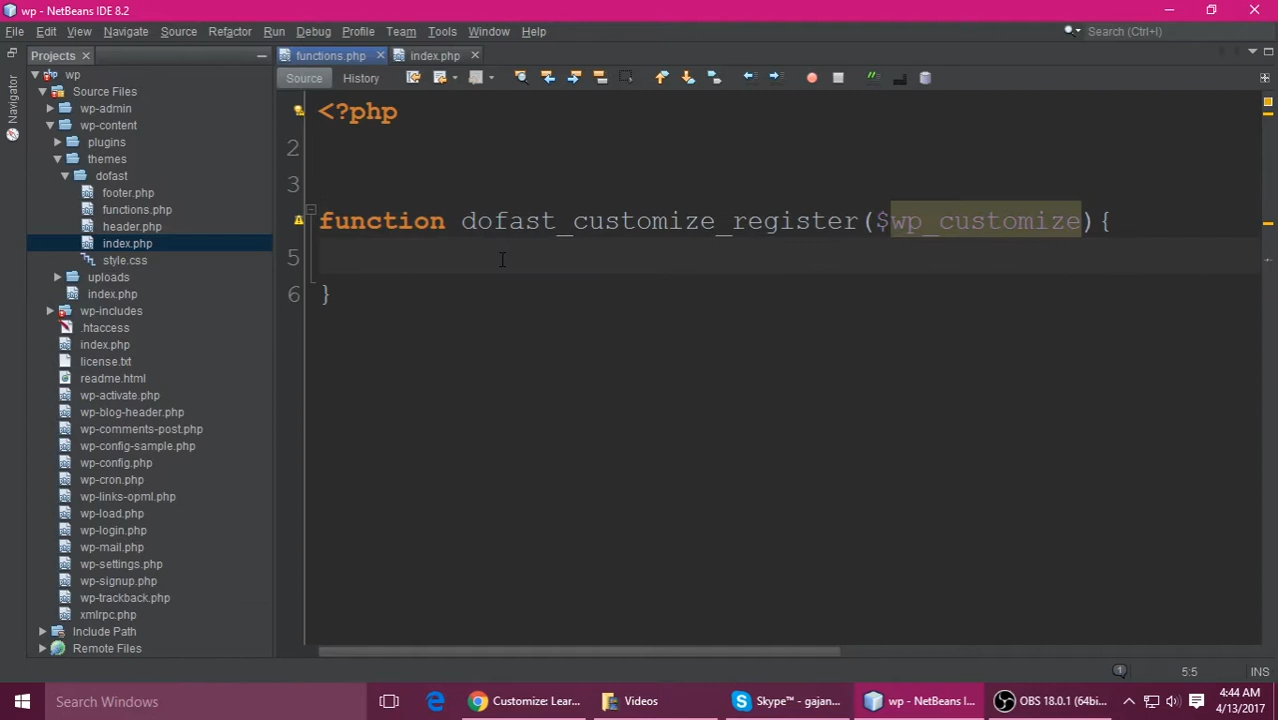 wp - NetBeans IDE 8.2
File Edit View Navigate Source Refactor Run Debug Profile Team Tools Window Help Search (Ctrl+I)
Projects
functions.php
index.php
Navigator
Source
History
wp
Source Files
wp-admin
wp-content
plugins
themes
dofast
footer.php
functions.php
header.php
index.php
style.css
uploads
index.php
wp-includes
.htaccess
index.php
license.txt
readme.html
wp-activate.php
wp-blog-header.php
wp-comments-post.php
wp-config-sample.php
wp-config.php
wp-cron.php
wp-links-opml.php
wp-load.php
wp-login.php
wp-mail.php
wp-settings.php
wp-signup.php
wp-trackback.php
xmlrpc.php
Include Path
Remote Files
<?php
2
3
function dofast_customize_register($wp_customize){
5
6 }
1
5:5
INS
Search Windows
Customize: Lear...
Videos
Skype™ - gajan...
wp - NetBeans I...
OBS 18.0.1 (64bi...
4:44 AM
4/13/2017